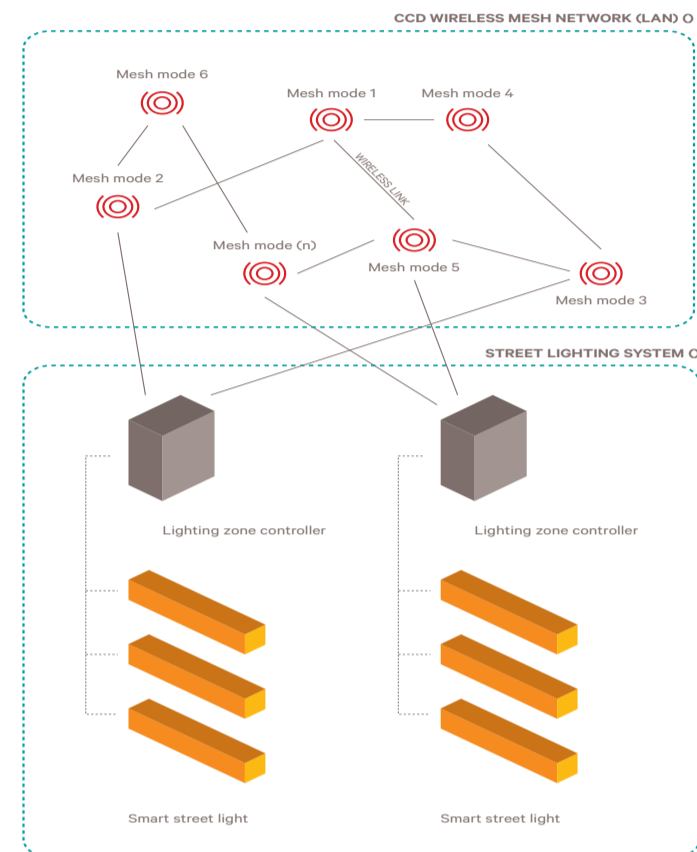 CCD WIRELESS MESH NETWORK (LAN) ()
Mesh mode 6
Mesh mode 1
Mesh mode 4
WIRELESS LINK
Mesh mode 2
Mesh mode (n)
Mesh mode 5
Mesh mode 3
STREET LIGHTING SYSTEM ()
Lighting zone controller
Lighting zone controller
Smart street light
Smart street light